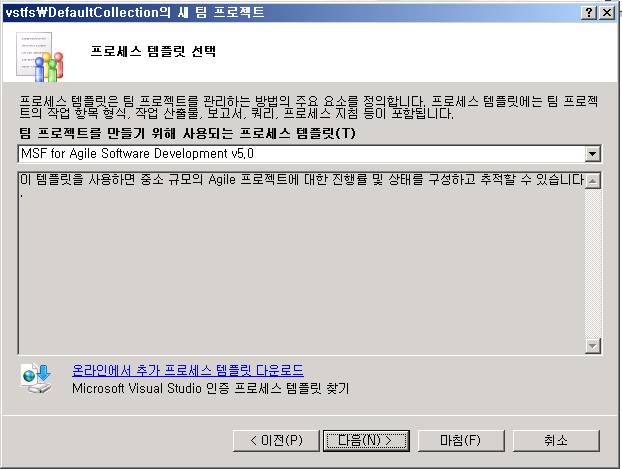 vstfs₩DefaultCollection의 새 팀 프로젝트
프로세스 템플릿 선택
프로세스 템플릿은 팀 프로젝트를 관리하는 방법의 주요 요소를 정의합니다. 프로세스 템플릿에는 팀 프로젝
트의 작업 항목 형식, 작업 산출물, 보고서, 쿼리, 프로세스 지침 등이 포함됩니다.
팀 프로젝트를 만들기 위해 사용되는 프로세스 템플릿(T)
MSF for Agile Software Development v5.0
이 템플릿을 사용하면 중소 규모의 Agile 프로젝트에 대한 진행률 및 상태를 구성하고 추적할 수 있습니다
.
온라인에서 추가 프로세스 템플릿 다운로드
Microsoft Visual Studio 인증 프로세스 템플릿 찾기
< 이전(P) 다음(N) > 마침(F) 취소